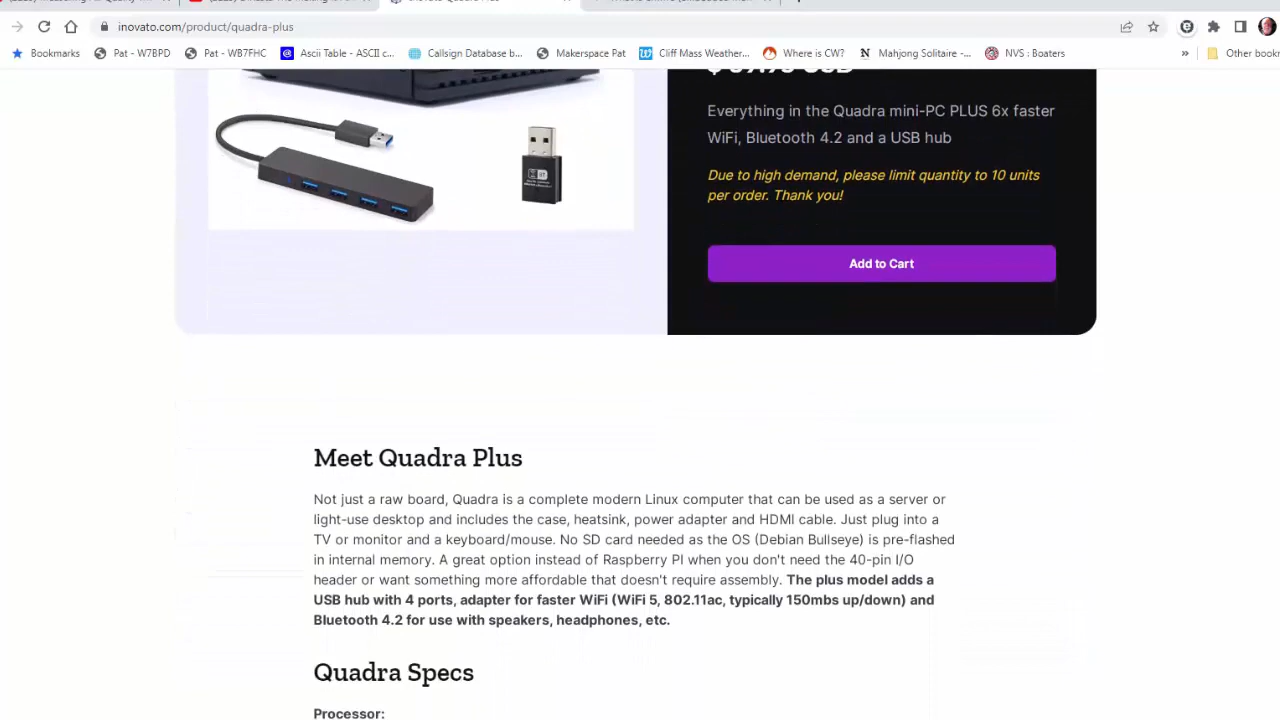 inovato.com/product/quadra-plus
Bookmarks
Pat - W7BPD
Pat - WB7FHC
Ascii Table - ASCII c...
Callsign Database b...
Makerspace Pat
Cliff Mass Weather...
Where is CW?
Mahjong Solitaire -...
NVS : Boaters
»
Other book
USD
Everything in the Quadra mini-PC PLUS 6x faster
WiFi, Bluetooth 4.2 and a USB hub
Due to high demand, please limit quantity to 10 units
per order. Thank you!
Add to Cart
Meet Quadra Plus
Not just a raw board, Quadra is a complete modern Linux computer that can be used as a server or
light-use desktop and includes the case, heatsink, power adapter and HDMI cable. Just plug into a
TV or monitor and a keyboard/mouse. No SD card needed as the OS (Debian Bullseye) is pre-flashed
in internal memory. A great option instead of Raspberry PI when you don't need the 40-pin I/O
header or want something more affordable that doesn't require assembly. The plus model adds a
USB hub with 4 ports, adapter for faster WiFi (WiFi 5, 802.11ac, typically 150mbs up/down) and
Bluetooth 4.2 for use with speakers, headphones, etc.
Quadra Specs
Processor: